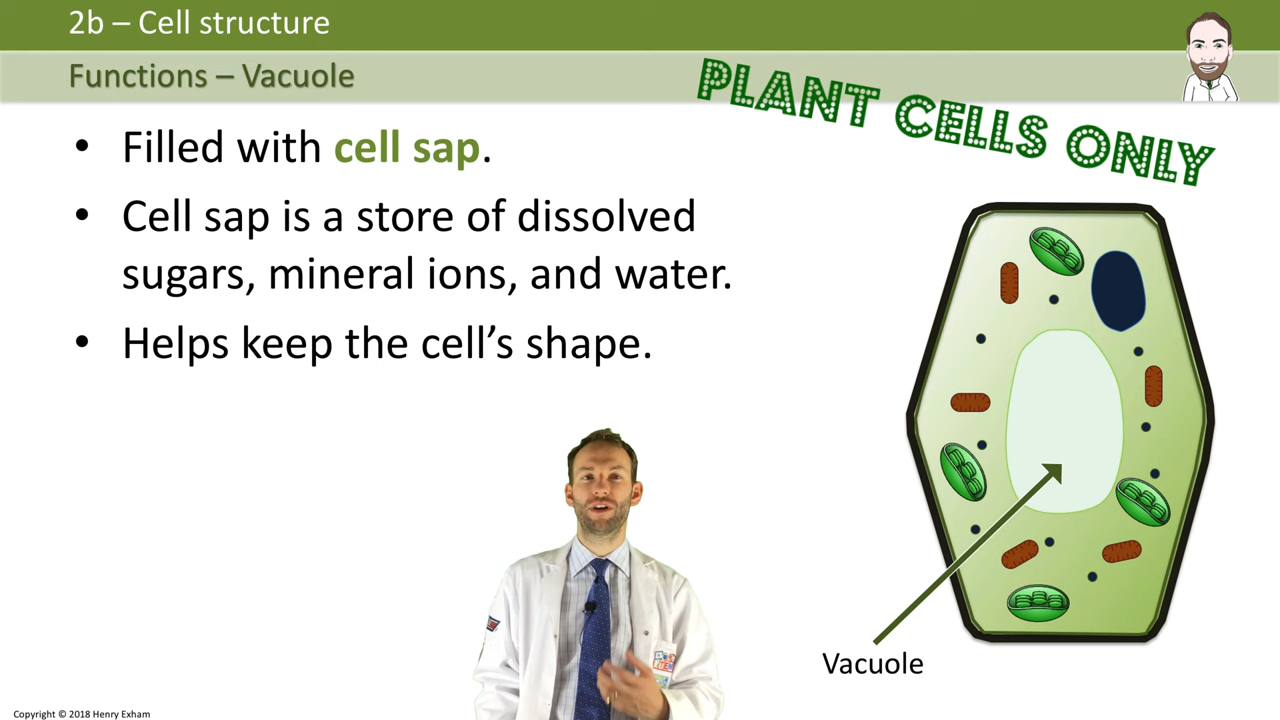 2b – Cell structure
Functions – Vacuole
PLANT CELLS ONLY
• Filled with cell sap.
• Cell sap is a store of dissolved
sugars, mineral ions, and water.
• Helps keep the cell’s shape.
Vacuole
Copyright © 2018 Henry Exham